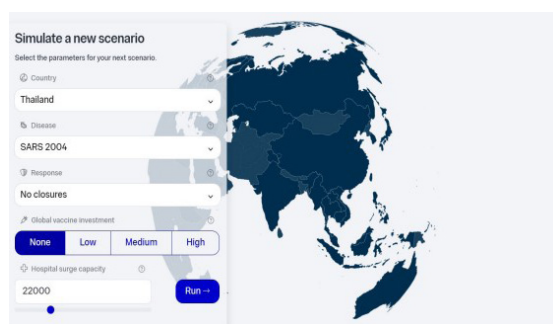 Simulate a new scenario
Select the parameters for your next scenario.
Country
Thailand
Disease
SARS 2004
Response
No closures
Global vaccine investment
None Low Medium High
Hospital surge capacity
22000 Run →